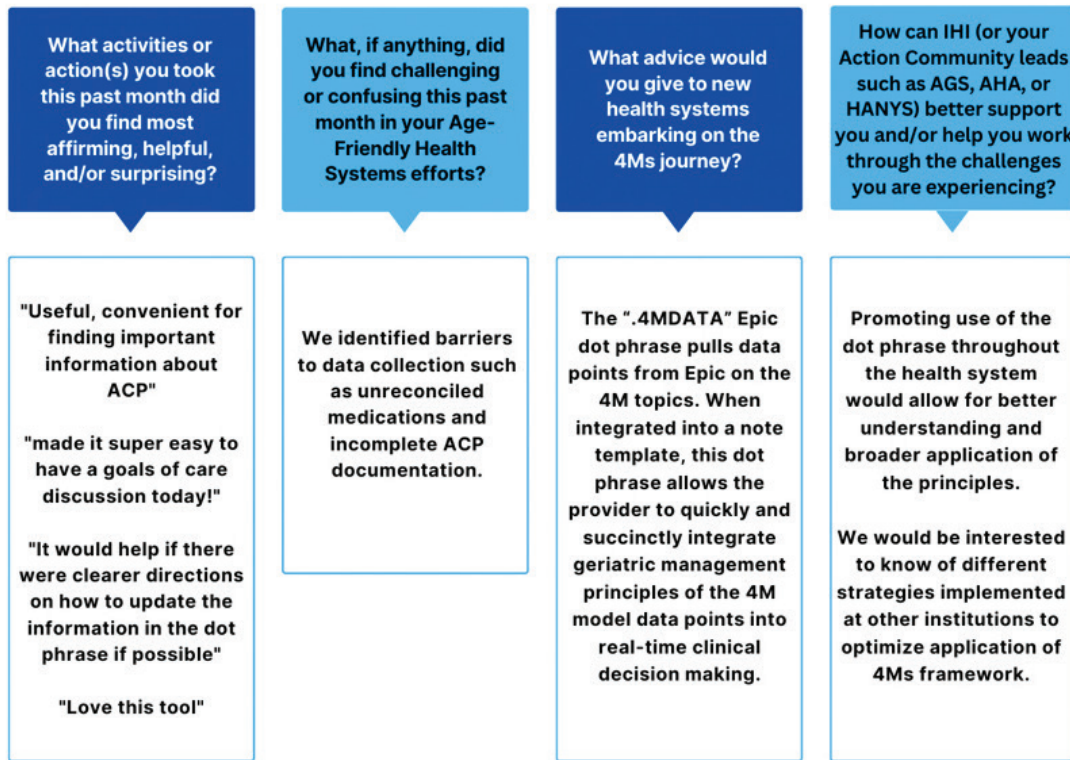 What activities or
action(s) you took
this past month did
you find most
affirming, helpful,
and/or surprising?
What, if anything, did
you find challenging
or confusing this past
month in your Age-
Friendly Health
Systems efforts?
What advice would
you give to new
health systems
embarking on the
4Ms journey?
How can IHI (or your
Action Community leads
such as AGS, AHA, or
HANYS) better support
you and/or help you work
through the challenges
you are experiencing?
"Useful, convenient for
finding important
information about
ACP"
"made it super easy to
have a goals of care
discussion today!"
"It would help if there
were clearer directions
on how to update the
information in the dot
phrase if possible"
"Love this tool"
We identified barriers
to data collection such
as unreconciled
medications and
incomplete ACP
documentation.
The ".4MDATA" Epic
dot phrase pulls data
points from Epic on the
4M topics. When
integrated into a note
template, this dot
phrase allows the
provider to quickly and
succinctly integrate
geriatric management
principles of the 4M
model data points into
real-time clinical
decision making.
Promoting use of the
dot phrase throughout
the health system
would allow for better
understanding and
broader application of
the principles.
We would be interested
to know of different
strategies implemented
at other institutions to
optimize application of
4Ms framework.